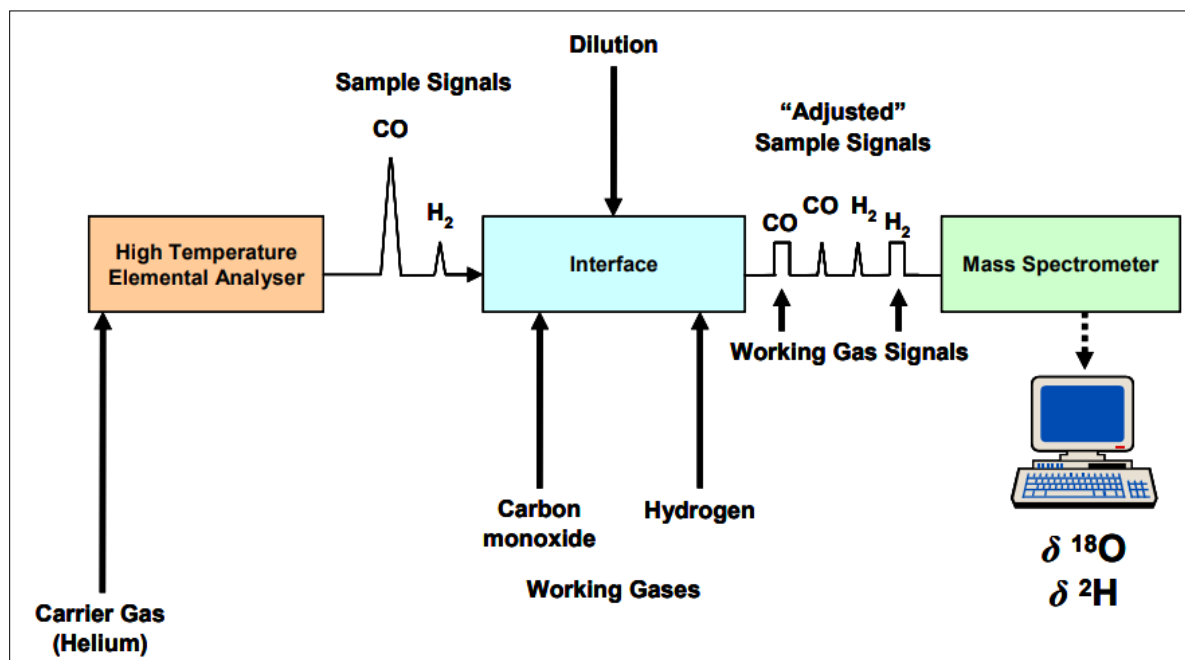 Dilution
Sample Signals
CO
H2
“Adjusted”
Sample Signals
CO
CO
H2
H2
High Temperature
Elemental Analyser
Interface
Mass Spectrometer
Working Gas Signals
Carbon
monoxide
Hydrogen
Working Gases
Carrier Gas
(Helium)
δ 18O
δ 2H